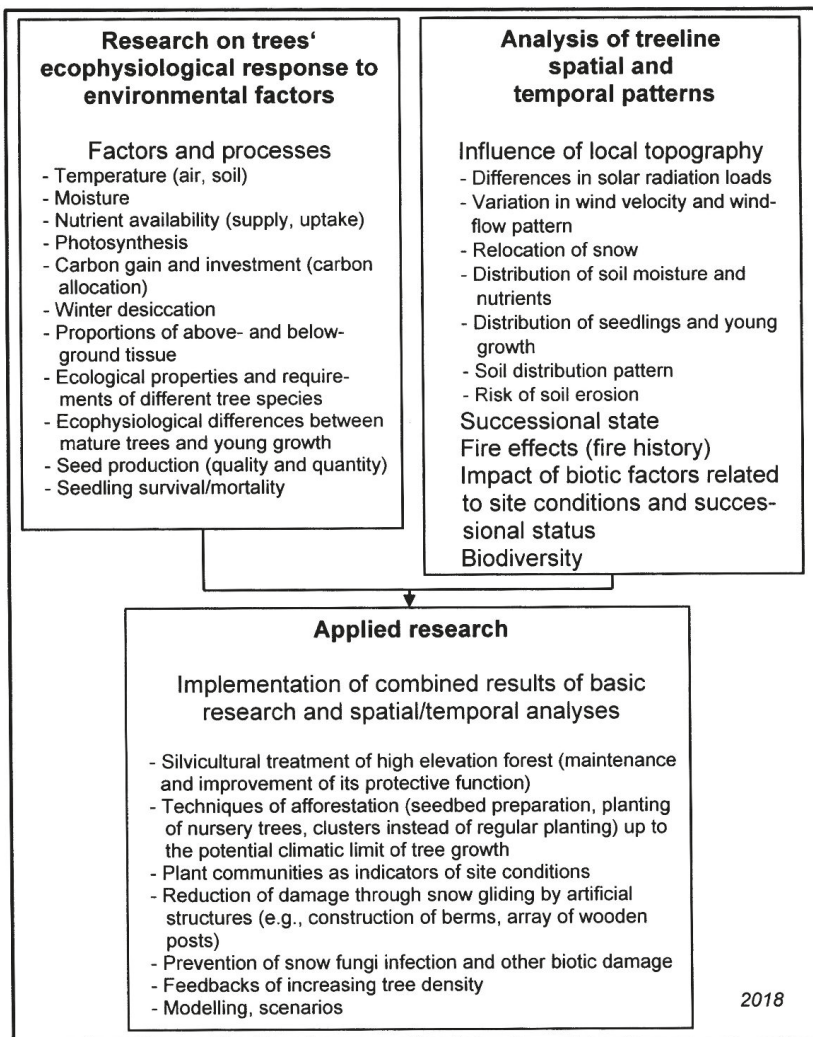 Research on trees‘
ecophysiological response to
environmental factors
Factors and processes
- Temperature (air, soil)
- Moisture
- Nutrient availability (supply, uptake)
- Photosynthesis
- Carbon gain and investment (carbon
allocation)
- Winter desiccation
- Proportions of above- and below-
ground tissue
- Ecological properties and require-
ments of different tree species
- Ecophysiological differences between
mature trees and young growth
- Seed production (quality and quantity)
- Seedling survival/mortality
Analysis of treeline
spatial and
temporal patterns
Influence of local topography
- Differences in solar radiation loads
- Variation in wind velocity and wind-
flow pattern
- Relocation of snow
- Distribution of soil moisture and
nutrients
- Distribution of seedlings and young
growth
- Soil distribution pattern
- Risk of soil erosion
Successional state
Fire effects (fire history)
Impact of biotic factors related
to site conditions and succes-
sional status
Biodiversity
Applied research
Implementation of combined results of basic
research and spatial/temporal analyses
- Silvicultural treatment of high elevation forest (maintenance
and improvement of its protective function)
- Techniques of afforestation (seedbed preparation, planting
of nursery trees, clusters instead of regular planting) up to
the potential climatic limit of tree growth
- Plant communities as indicators of site conditions
- Reduction of damage through snow gliding by artificial
structures (e.g., construction of berms, array of wooden
posts)
- Prevention of snow fungi infection and other biotic damage
- Feedbacks of increasing tree density
- Modelling, scenarios
2018